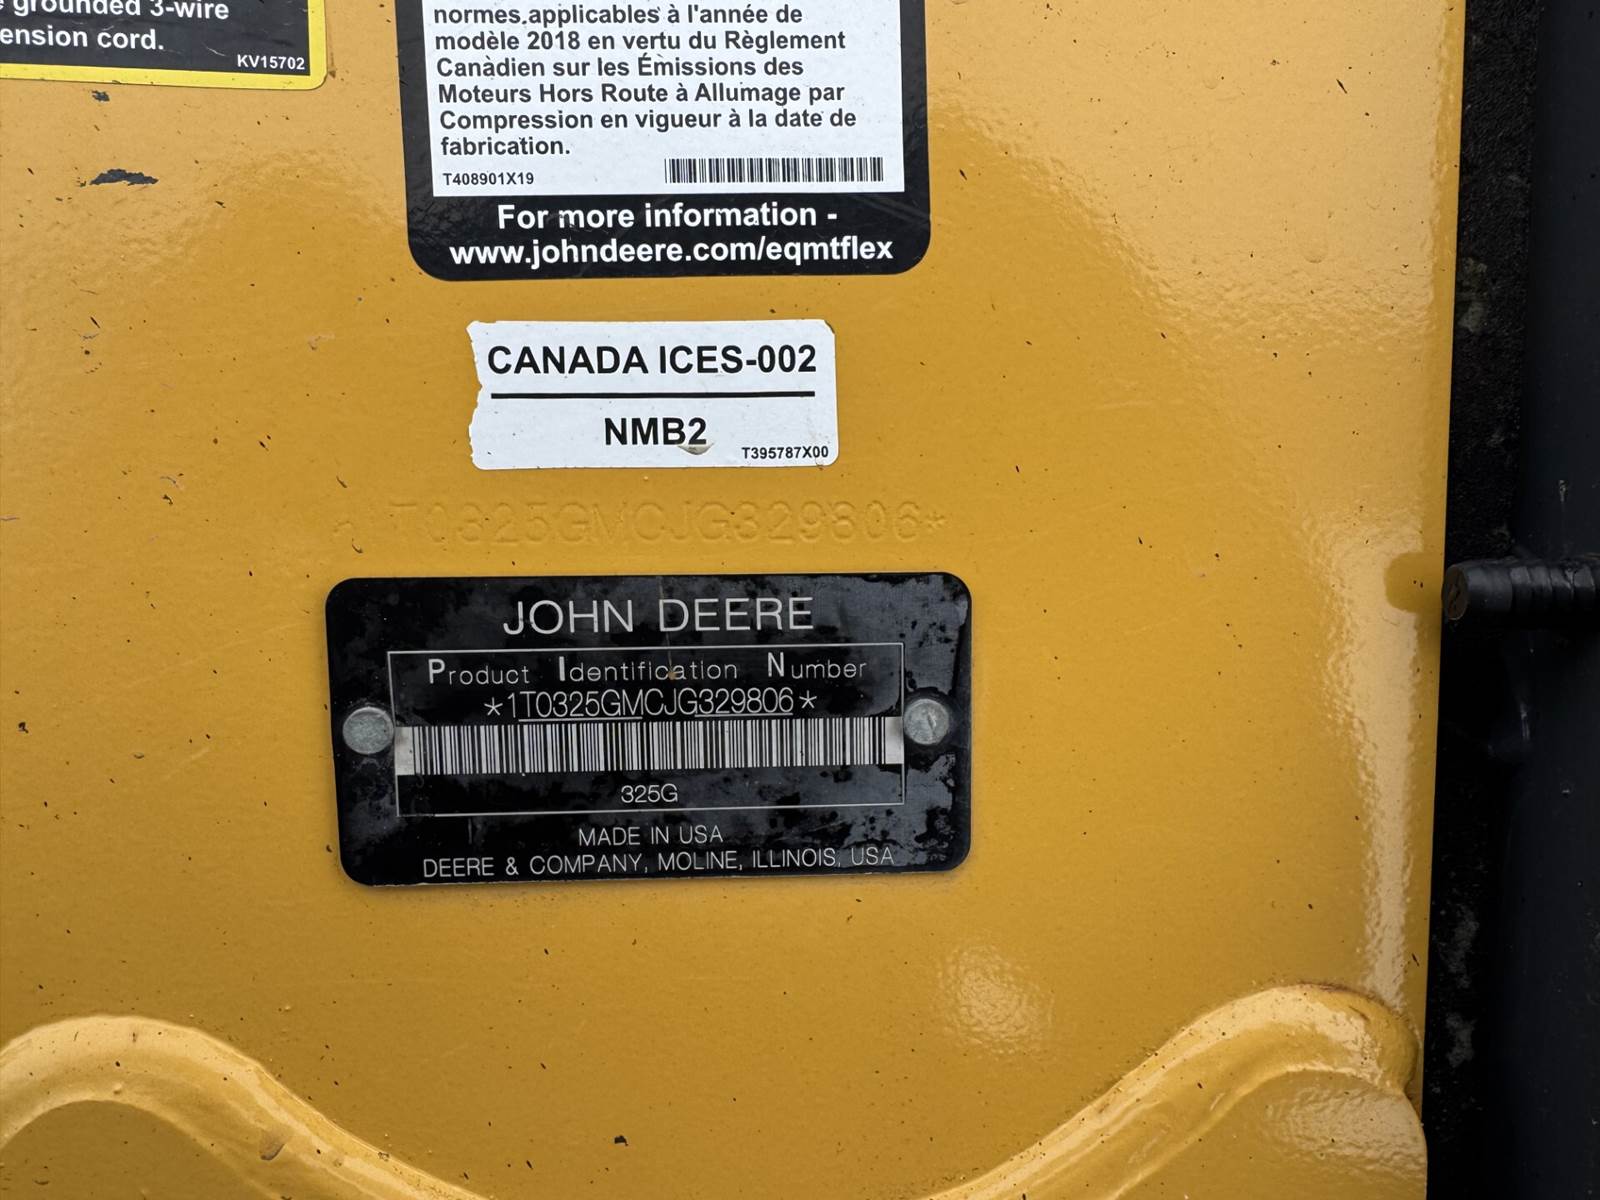 grounded 3-wire
ension cord.
KV15702
normes applicables à l'année de
modèle 2018 en vertu du Règlement
Canadien sur les Émissions des
Moteurs Hors Route à Allumage par
Compression en vigueur à la date de
fabrication.
T408901X19
For more information -
www.johndeere.com/eqmtflex
CANADA ICES-002
NMB2
T395787X00
T0325GMCJG329806*
JOHN DEERE
Product Identification Number
*1T0325GMCJG329806*
325G
MADE IN USA
DEERE & COMPANY, MOLINE, ILLINOIS, USA